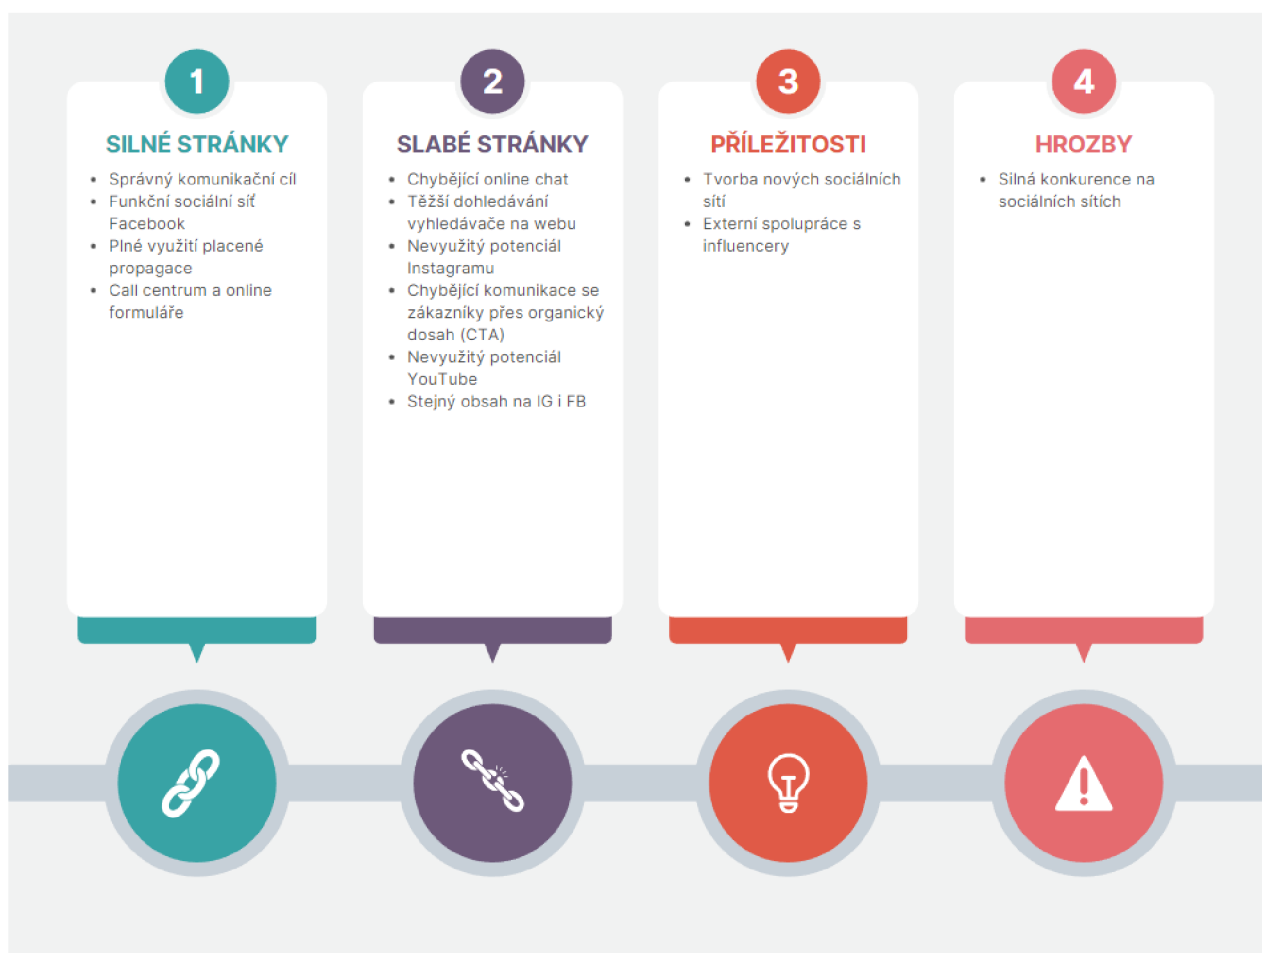 1
SILNÉ STRÁNKY
• Správný komunikační cíl
• Funkční sociální síť
Facebook
• Plné využití placené
propagace
• Call centrum a online
formuláře
2
SLABÉ STRÁNKY
• Chybějící online chat
• Těžší dohledávání
vyhledávače na webu
• Nevyužitý potenciál
Instagramu
• Chybějící komunikace se
zákazníky přes organický
dosah (CTA)
• Nevyužitý potenciál
YouTube
• Stejný obsah na IG i FB
3
PŘÍLEŽITOSTI
• Tvorba nových sociálních
sítí
• Externí spolupráce s
influencery
4
HROZBY
• Silná konkurence na
sociálních sítích